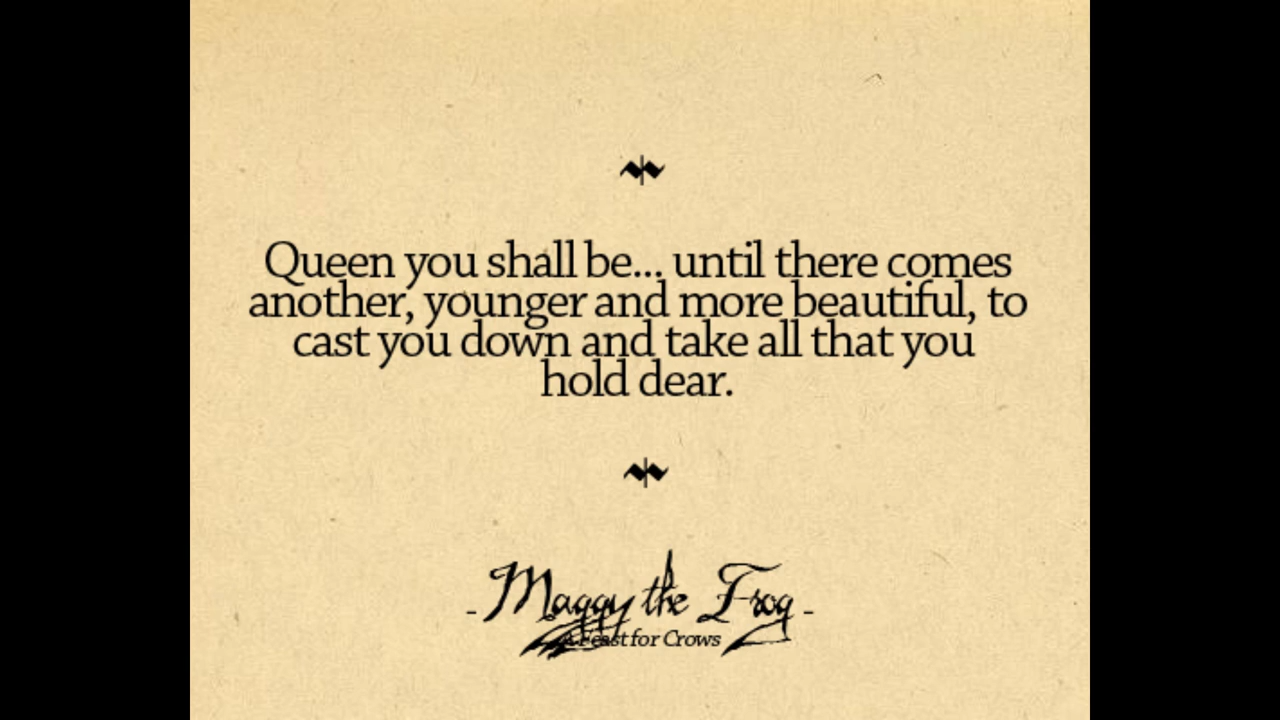 Queen you shall be... until there comes
another, younger and more beautiful, to
cast you down and take all that you
hold dear.
- Maggy the Frog -
A Feast for Crows